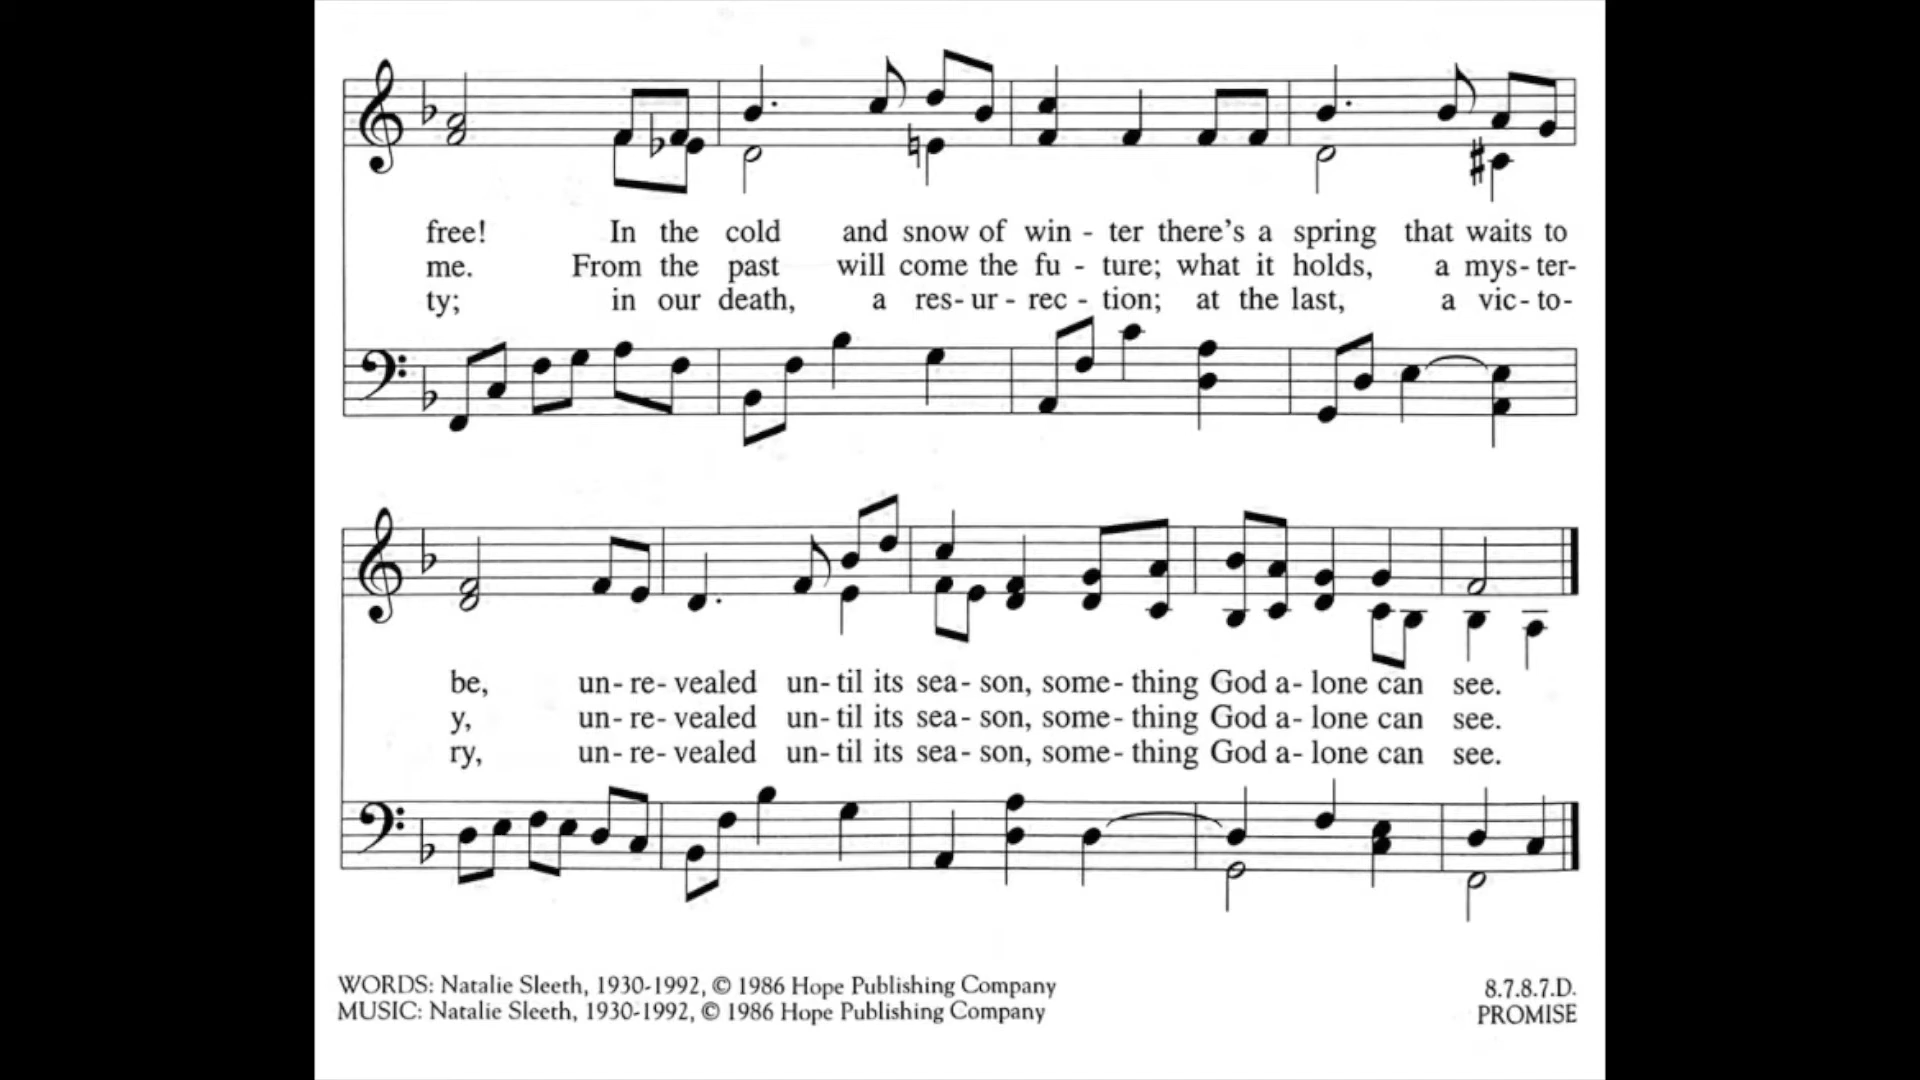 free! In the cold and snow of win - ter there's a spring that waits to
me. From the past will come the fu - ture; what it holds, a mys- ter-
ty; in our death, a res- ur - rec - tion; at the last, a vic - to -
be, un- re- vealed un- til its sea- son, some- thing God a- lone can see.
y, un- re- vealed un- til its sea- son, some- thing God a- lone can see.
ry, un- re- vealed un- til its sea- son, some- thing God a- lone can see.
WORDS: Natalie Sleeth, 1930-1992, © 1986 Hope Publishing Company
MUSIC: Natalie Sleeth, 1930-1992, © 1986 Hope Publishing Company
8.7.8.7.D.
PROMISE